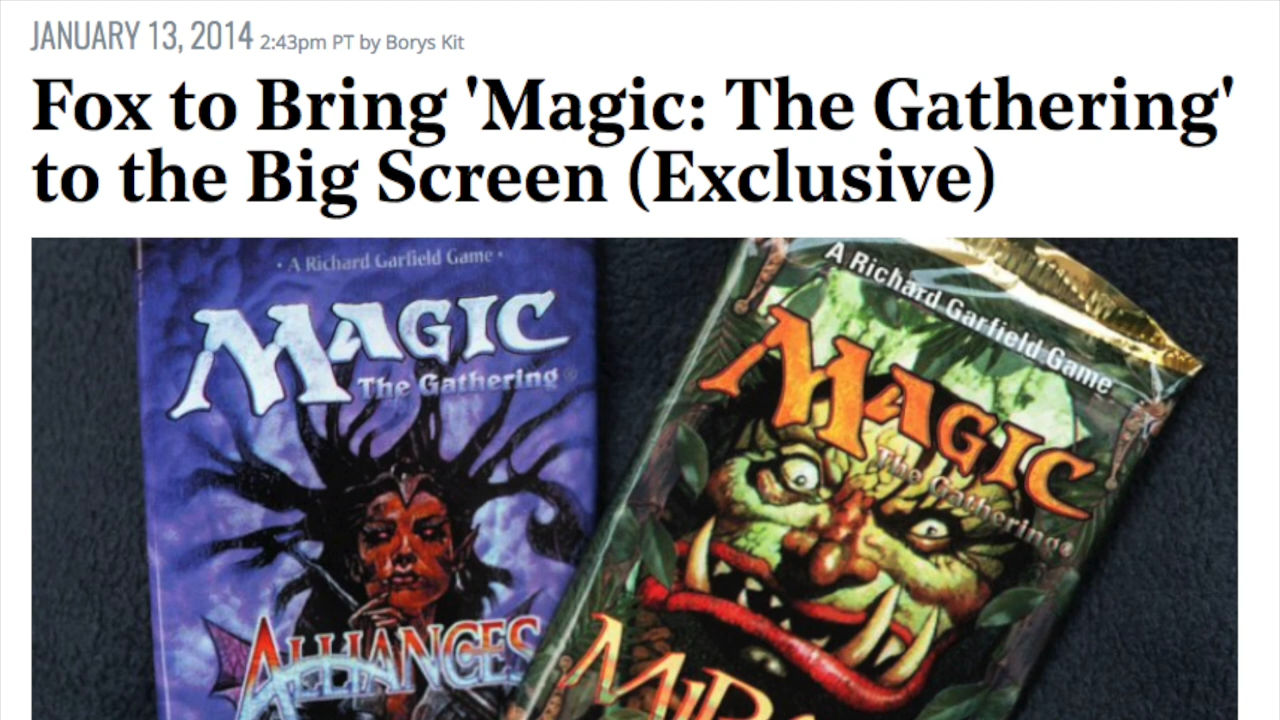 JANUARY 13, 2014 2:43pm PT by Borys Kit
Fox to Bring 'Magic: The Gathering'
to the Big Screen (Exclusive)
• A Richard Garfield Game •
MAGIC
The Gathering®
ALLIANCES
A Richard Garfield Game
MAGIC
The Gathering®